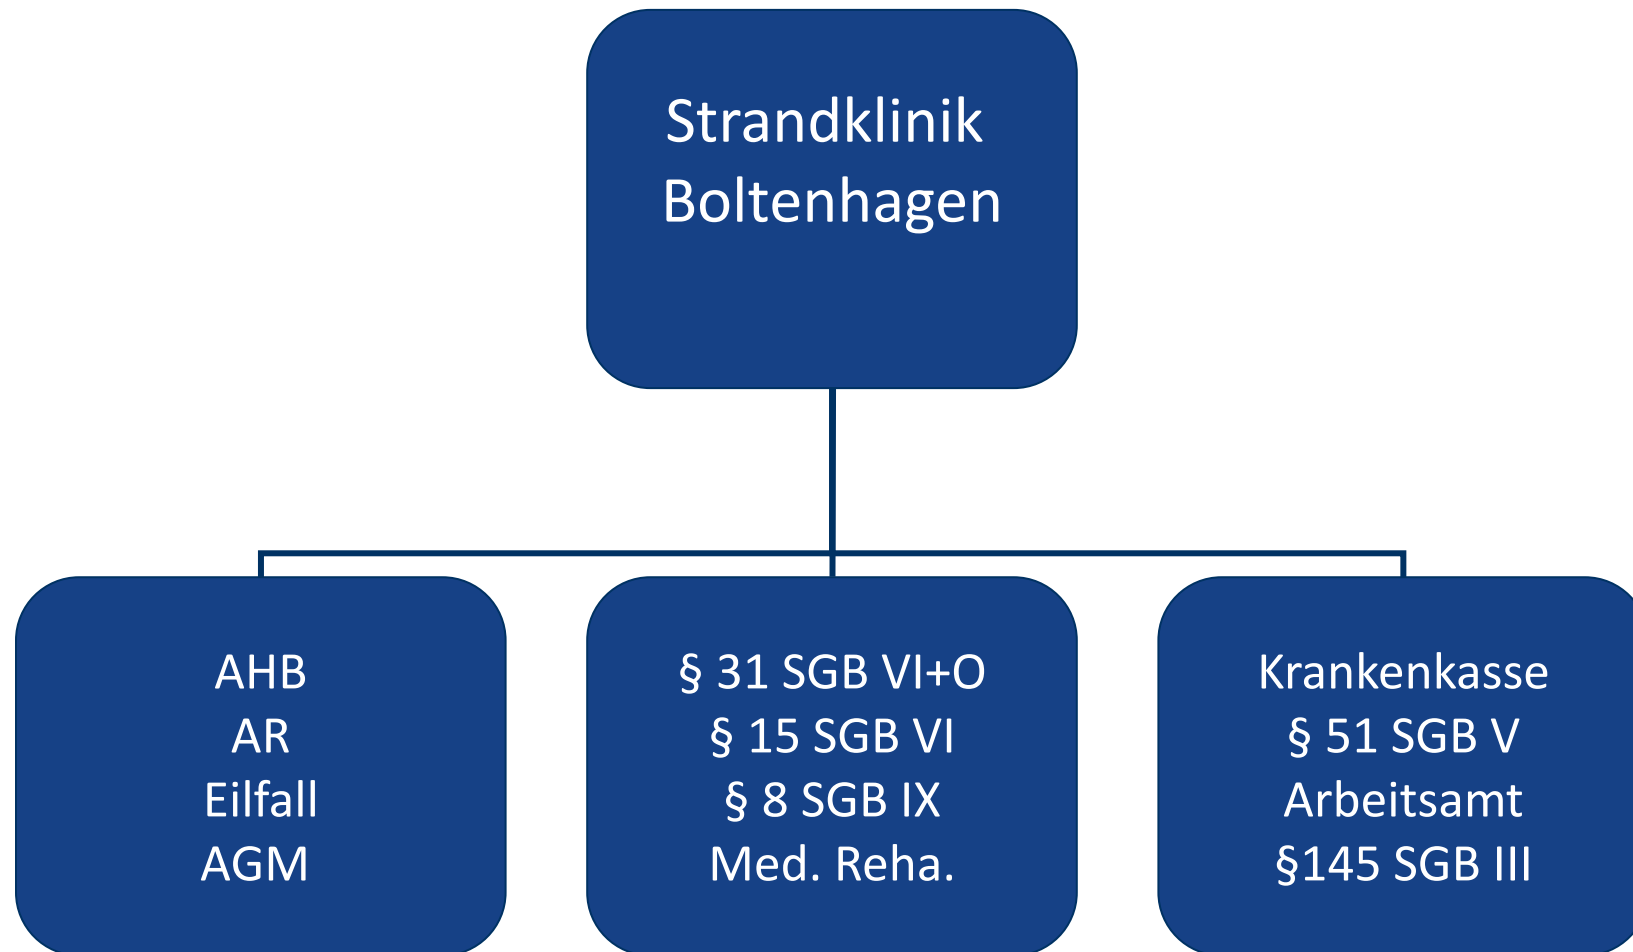 Strandklinik
Boltenhagen
AHB
AR
Eilfall
AGM
§ 31 SGB VI+O
§ 15 SGB VI
§ 8 SGB IX
Med. Reha.
Krankenkasse
§ 51 SGB V
Arbeitsamt
§145 SGB III